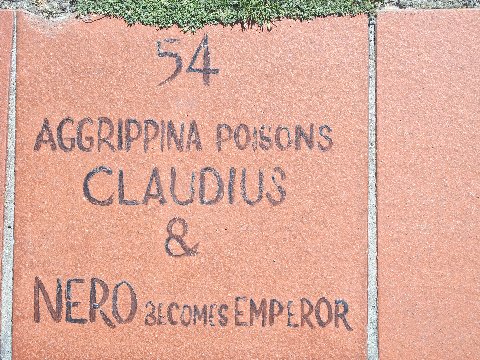 54
AGGRIPPINA POISONS
CLAUDIUS
&
NERO BECOMES EMPEROR